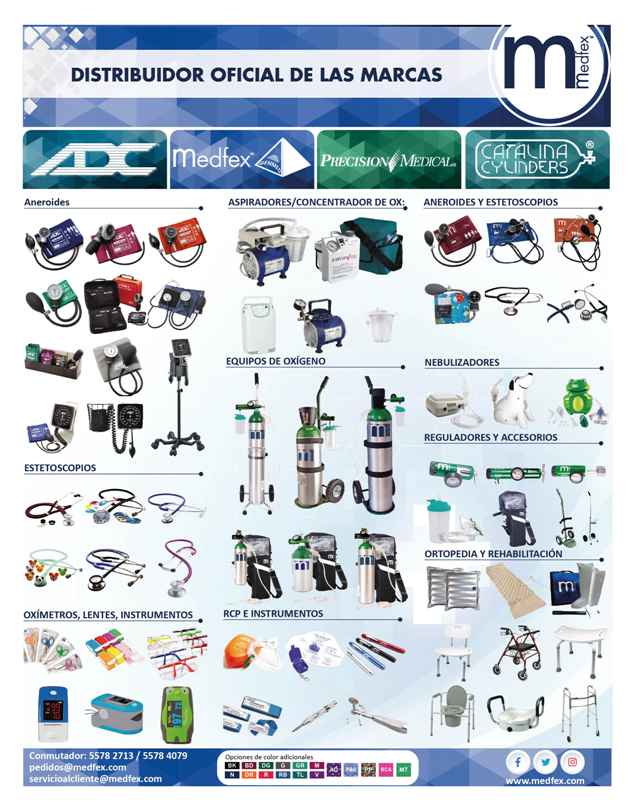 DISTRIBUIDOR OFICIAL DE LAS MARCAS
m medfex
ADC
medfex GENMED
PRECISION MEDICAL®
CATALINA CYLINDERS ®
Aneroides
ASPIRADORES/CONCENTRADOR DE OX:
ANEROIDES Y ESTETOSCOPIOS
EQUIPOS DE OXÍGENO
NEBULIZADORES
REGULADORES Y ACCESORIOS
ESTETOSCOPIOS
ORTOPEDIA Y REHABILITACIÓN
OXÍMETROS, LENTES, INSTRUMENTOS
RCP E INSTRUMENTOS
Conmutador: 5578 2713 / 5578 4079
pedidos@medfex.com
servicioalcliente@medfex.com
Opciones de color adicionales
BK BD DG G GR M
N OR R RB TL V
AO P&G PP BCA MT
www.medfex.com